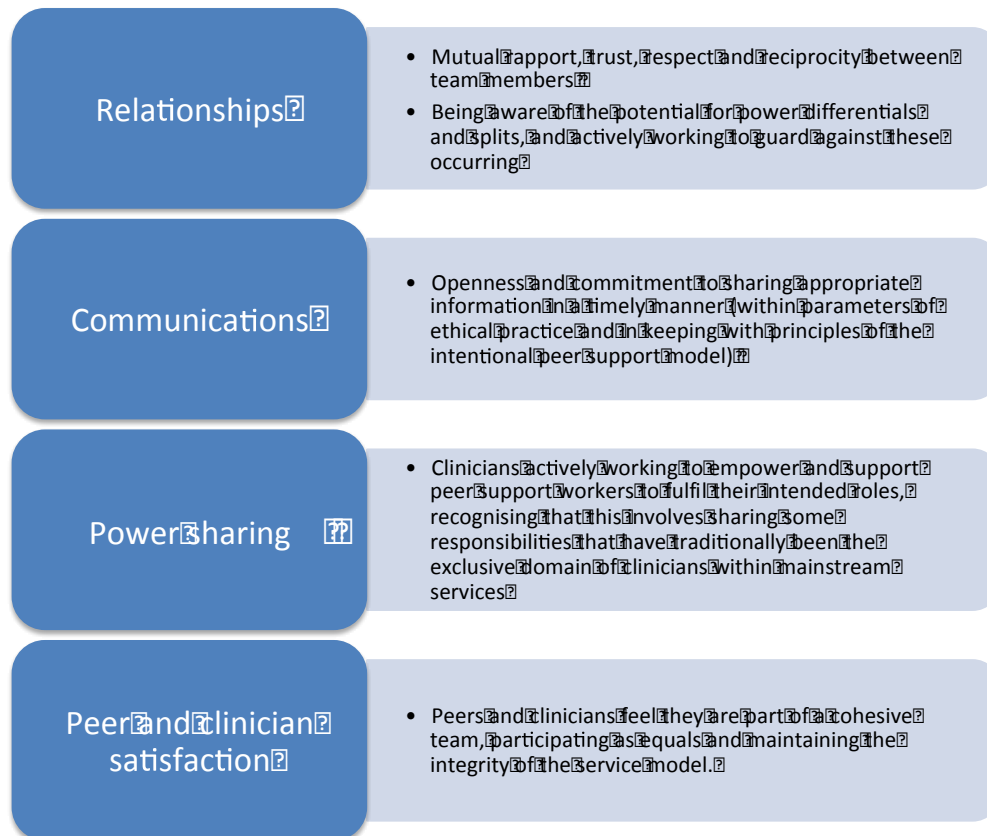 Relationships
• Mutual rapport, trust, respect and reciprocity between
team members
• Being aware of the potential for power differentials
and splits, and actively working to guard against these
occurring
Communications
• Openness and commitment to sharing appropriate
information in a timely manner (within parameters of
ethical practice and in keeping with principles of the
intentional peer support model)
Power sharing
• Clinicians actively working to empower and support
peer support workers to fulfil their intended roles,
recognising that this involves sharing some
responsibilities that have traditionally been the
exclusive domain of clinicians within mainstream
services
Peer and clinician
satisfaction
• Peers and clinicians feel they are part of a cohesive
team, participating as equals and maintaining the
integrity of the service model.